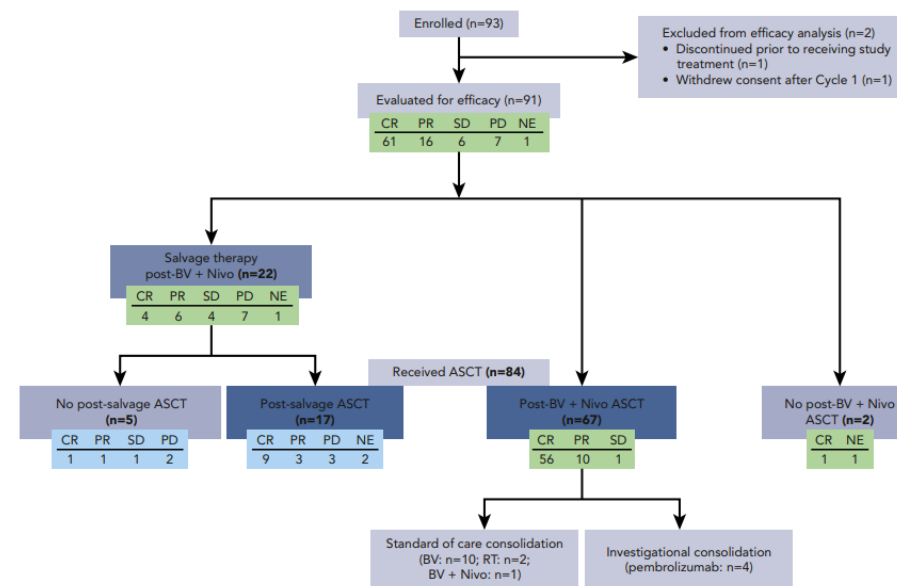 Enrolled (n=93)
Excluded from efficacy analysis (n=2)
• Discontinued prior to receiving study
treatment (n=1)
• Withdrew consent after Cycle 1 (n=1)
Evaluated for efficacy (n=91)
CR PR SD PD NE
61 16 6 7 1
Salvage therapy
post-BV + Nivo (n=22)
CR PR SD PD NE
4 6 4 7 1
Received ASCT (n=84)
No post-salvage ASCT
(n=5)
CR PR SD PD
1 1 1 2
Post-salvage ASCT
(n=17)
CR PR PD NE
9 3 3 2
Post-BV + Nivo ASCT
(n=67)
CR PR SD
56 10 1
No post-BV + Nivo
ASCT (n=2)
CR NE
1 1
Standard of care consolidation
(BV: n=10; RT: n=2;
BV + Nivo: n=1)
Investigational consolidation
(pembrolizumab: n=4)